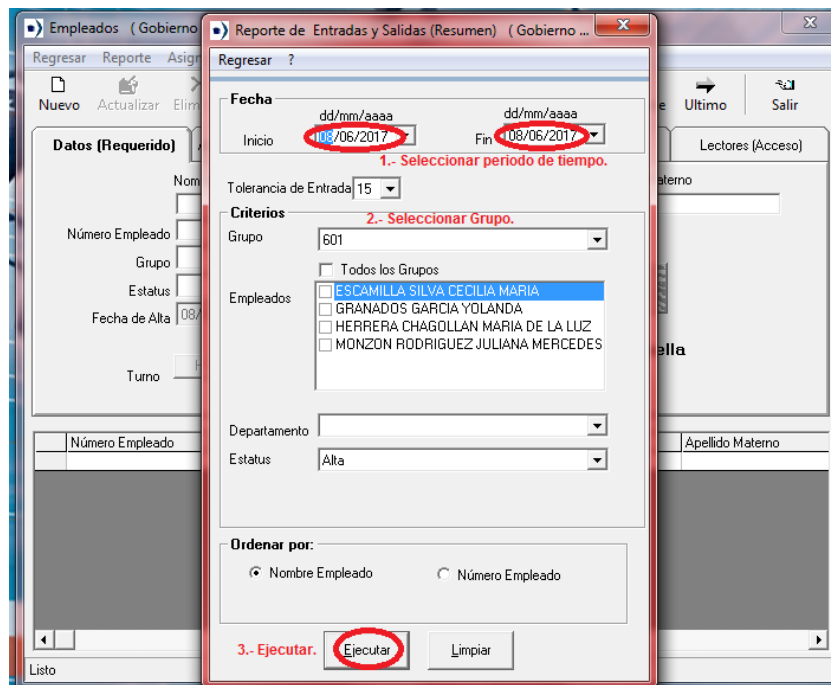 Empleados ( Gobierno
Reporte de Entradas y Salidas (Resumen) ( Gobierno ...
Regresar Reporte Asign
Regresar ?
Nuevo Actualizar Elim
Ultimo Salir
Datos (Requerido)
Lectores (Acceso)
Fecha
dd/mm/aaaa dd/mm/aaaa
Inicio 08/06/2017 Fin 08/06/2017
1.- Seleccionar periodo de tiempo.
Tolerancia de Entrada 15
Criterios
2.- Seleccionar Grupo.
Grupo 601
Todos los Grupos
Empleados
ESCAMILLA SILVA CECILIA MARIA
GRANADOS GARCIA YOLANDA
HERRERA CHAGOLLAN MARIA DE LA LUZ
MONZON RODRIGUEZ JULIANA MERCEDES
Departamento
Estatus Alta
Ordenar por:
Nombre Empleado Número Empleado
3.- Ejecutar.
Ejecutar Limpiar
Nom
Número Empleado
Grupo
Estatus
Fecha de Alta 08/
Turno
aterno
ella
Número Empleado
Apellido Materno
Listo